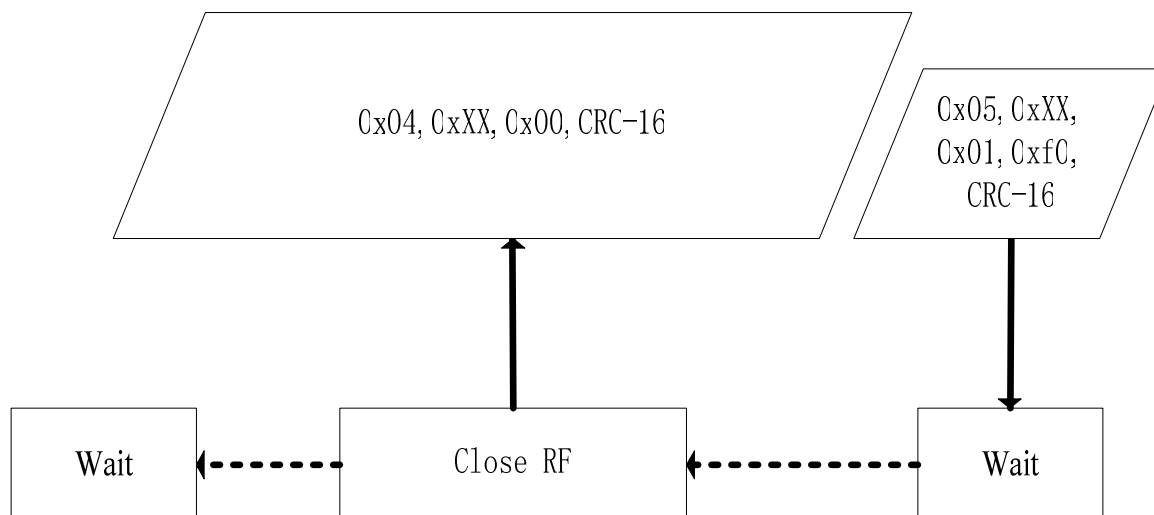 0x04, 0xXX, 0x00, CRC-16
0x05, 0xXX,
0x01, 0xf0,
CRC-16
Wait
Close RF
Wait